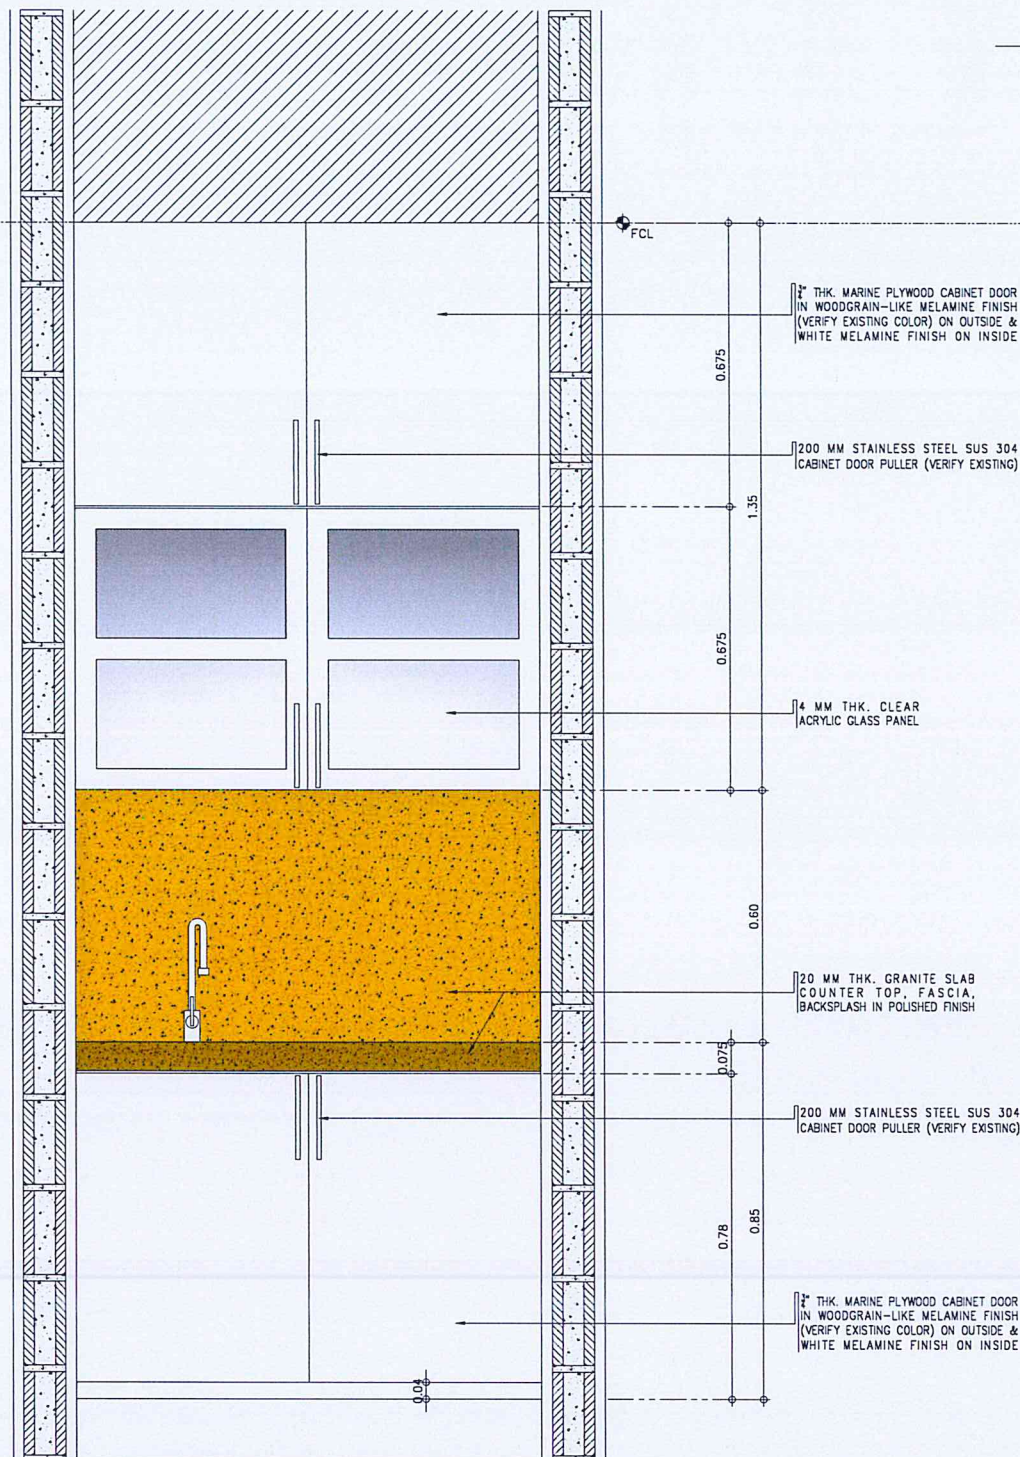 FCL
¾" THK. MARINE PLYWOOD CABINET DOOR
IN WOODGRAIN-LIKE MELAMINE FINISH
(VERIFY EXISTING COLOR) ON OUTSIDE &
WHITE MELAMINE FINISH ON INSIDE
0.675
200 MM STAINLESS STEEL SUS 304
CABINET DOOR PULLER (VERIFY EXISTING)
1.35
0.675
4 MM THK. CLEAR
ACRYLIC GLASS PANEL
0.60
20 MM THK. GRANITE SLAB
COUNTER TOP, FASCIA,
BACKSPLASH IN POLISHED FINISH
0.075
200 MM STAINLESS STEEL SUS 304
CABINET DOOR PULLER (VERIFY EXISTING)
0.78
0.85
¾" THK. MARINE PLYWOOD CABINET DOOR
IN WOODGRAIN-LIKE MELAMINE FINISH
(VERIFY EXISTING COLOR) ON OUTSIDE &
WHITE MELAMINE FINISH ON INSIDE
0.04